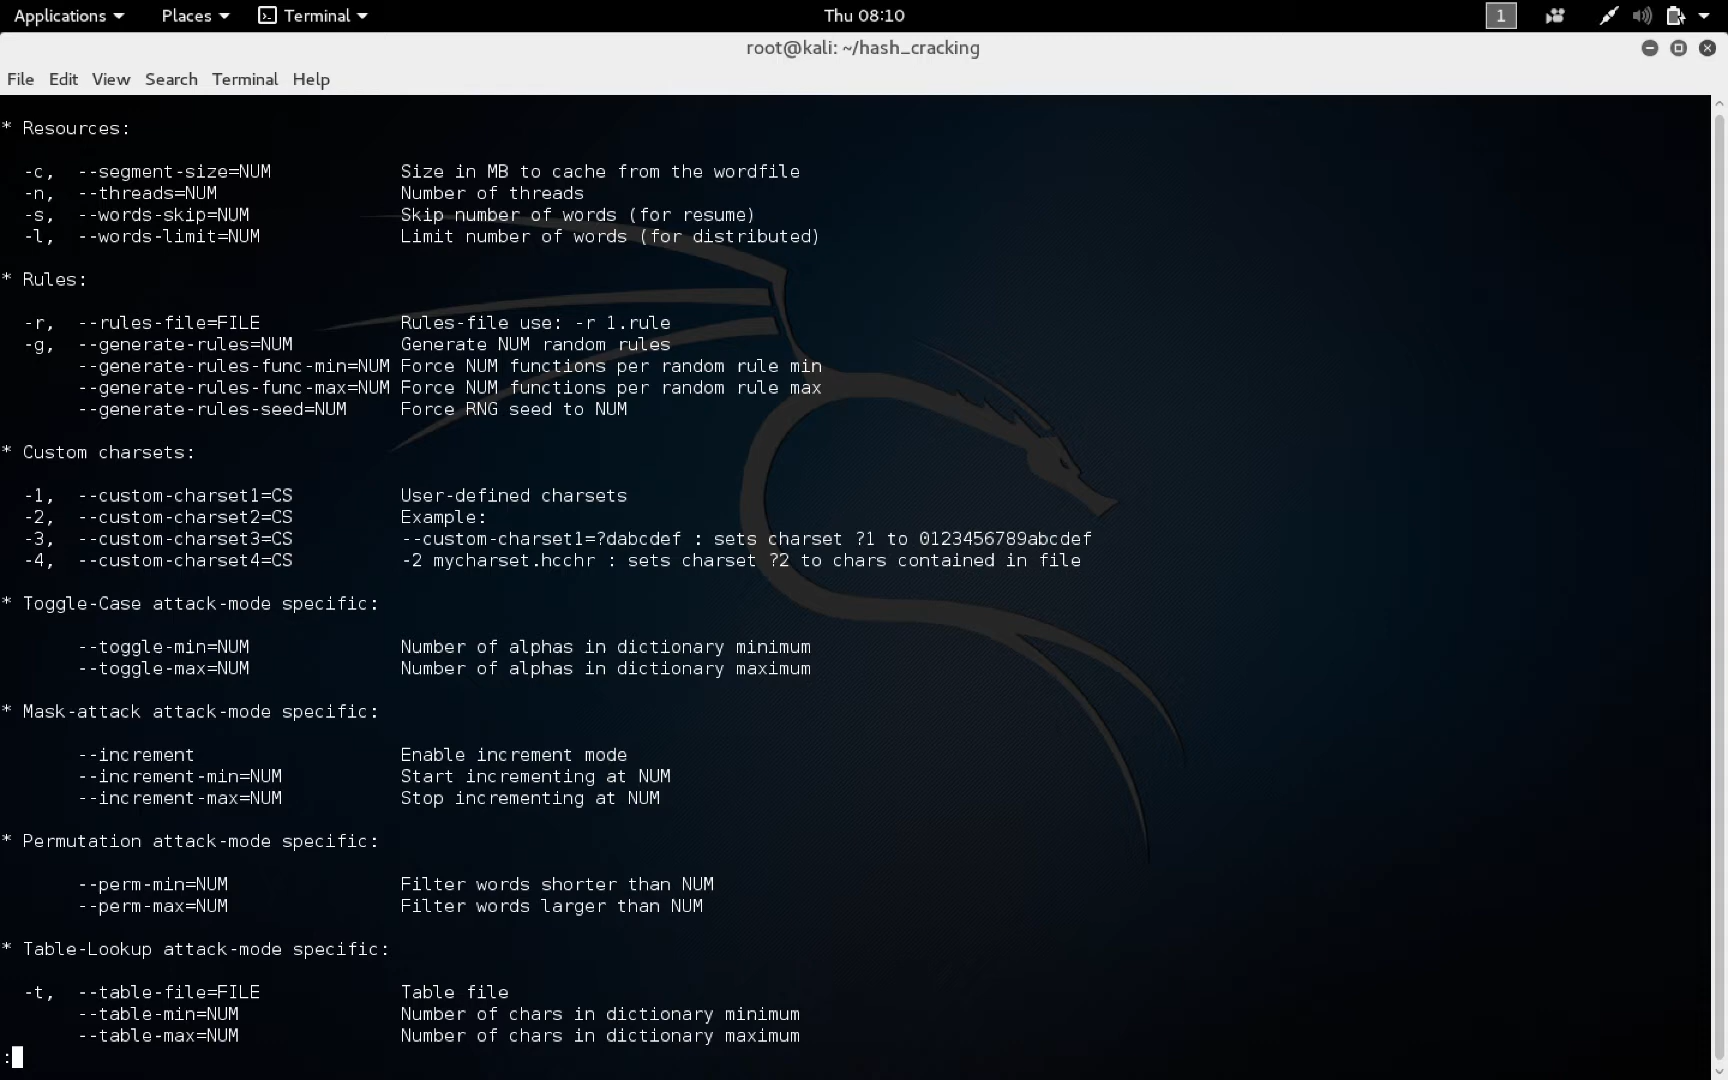 Applications Places Terminal Thu 08:10 1
root@kali: ~/hash_cracking
File Edit View Search Terminal Help
* Resources:
-c, --segment-size=NUM Size in MB to cache from the wordfile
-n, --threads=NUM Number of threads
-s, --words-skip=NUM Skip number of words (for resume)
-l, --words-limit=NUM Limit number of words (for distributed)
* Rules:
-r, --rules-file=FILE Rules-file use: -r 1.rule
-g, --generate-rules=NUM Generate NUM random rules
--generate-rules-func-min=NUM Force NUM functions per random rule min
--generate-rules-func-max=NUM Force NUM functions per random rule max
--generate-rules-seed=NUM Force RNG seed to NUM
* Custom charsets:
-1, --custom-charset1=CS User-defined charsets
-2, --custom-charset2=CS Example:
-3, --custom-charset3=CS --custom-charset1=?dabcdef : sets charset ?1 to 0123456789abcdef
-4, --custom-charset4=CS -2 mycharset.hcchr : sets charset ?2 to chars contained in file
* Toggle-Case attack-mode specific:
--toggle-min=NUM Number of alphas in dictionary minimum
--toggle-max=NUM Number of alphas in dictionary maximum
* Mask-attack attack-mode specific:
--increment Enable increment mode
--increment-min=NUM Start incrementing at NUM
--increment-max=NUM Stop incrementing at NUM
* Permutation attack-mode specific:
--perm-min=NUM Filter words shorter than NUM
--perm-max=NUM Filter words larger than NUM
* Table-Lookup attack-mode specific:
-t, --table-file=FILE Table file
--table-min=NUM Number of chars in dictionary minimum
--table-max=NUM Number of chars in dictionary maximum
: